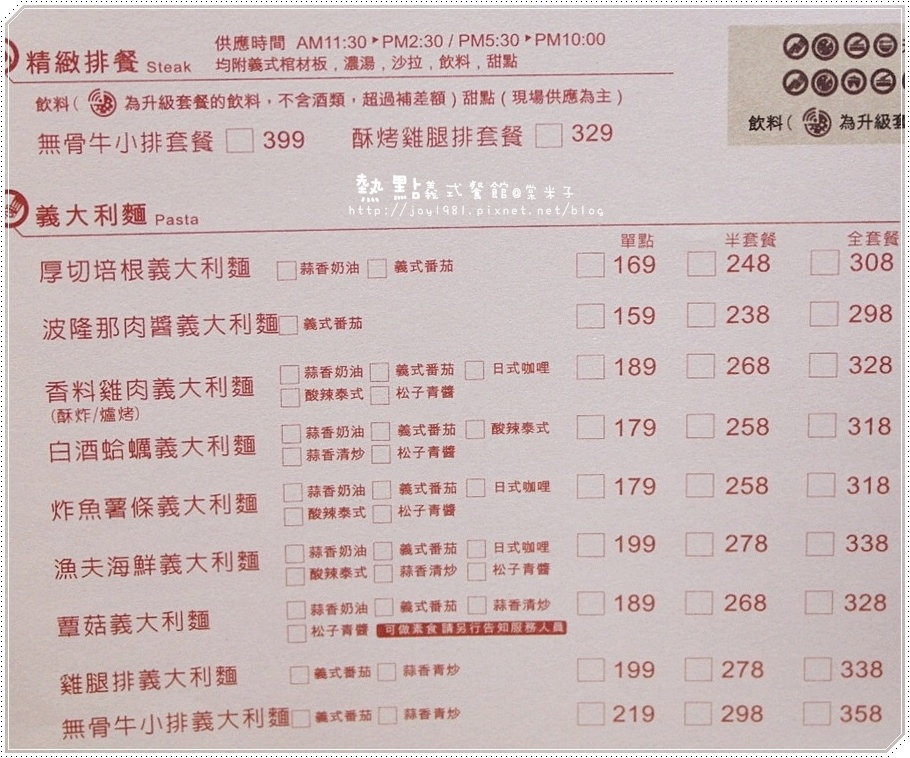 精緻排餐 Steak 供應時間 AM11:30▶PM2:30 / PM5:30▶PM10:00
均附義式棺材板，濃湯，沙拉，飲料，甜點
飲料（ 為升級套餐的飲料，不含酒類，超過補差額）甜點（現場供應為主）
飲料（ 為升級套
無骨牛小排套餐 □ 399 酥烤雞腿排套餐 □ 329
熱點義式餐館@棠米子
http://joy1981.pixnet.net/blog
義大利麵 Pasta
單點 半套餐 全套餐
厚切培根義大利麵 □ 蒜香奶油 □ 義式番茄 □ 169 □ 248 □ 308
波隆那肉醬義大利麵 □ 義式番茄 □ 159 □ 238 □ 298
香料雞肉義大利麵 □ 蒜香奶油 □ 義式番茄 □ 日式咖哩 □ 189 □ 268 □ 328
(酥炸/爐烤) □ 酸辣泰式 □ 松子青醬
白酒蛤蠣義大利麵 □ 蒜香奶油 □ 義式番茄 □ 酸辣泰式 □ 179 □ 258 □ 318
□ 蒜香清炒 □ 松子青醬
炸魚薯條義大利麵 □ 蒜香奶油 □ 義式番茄 □ 日式咖哩 □ 179 □ 258 □ 318
□ 酸辣泰式 □ 松子青醬
漁夫海鮮義大利麵 □ 蒜香奶油 □ 義式番茄 □ 日式咖哩 □ 199 □ 278 □ 338
□ 酸辣泰式 □ 蒜香清炒 □ 松子青醬
蕈菇義大利麵 □ 蒜香奶油 □ 義式番茄 □ 蒜香清炒 □ 189 □ 268 □ 328
□ 松子青醬 可做素食請另行告知服務人員
雞腿排義大利麵 □ 義式番茄 □ 蒜香青炒 □ 199 □ 278 □ 338
無骨牛小排義大利麵 □ 義式番茄 □ 蒜香青炒 □ 219 □ 298 □ 358